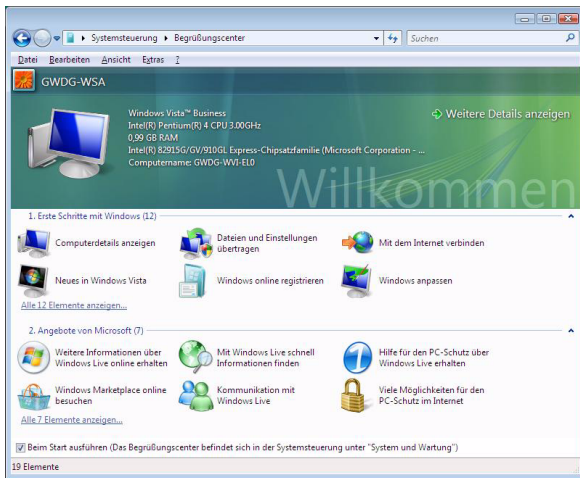 Systemsteuerung ▸ Begrüßungscenter
Suchen
Datei Bearbeiten Ansicht Extras ?
GWDG-WSA
Windows Vista™ Business
Intel(R) Pentium(R) 4 CPU 3.00GHz
0,99 GB RAM
Intel(R) 82915G/GV/910GL Express-Chipsatzfamilie (Microsoft Corporation - ...
Computername: GWDG-WVI-EL0
Weitere Details anzeigen
Willkommen
1. Erste Schritte mit Windows (12)
Computerdetails anzeigen
Dateien und Einstellungen
übertragen
Mit dem Internet verbinden
Neues in Windows Vista
Windows online registrieren
Windows anpassen
Alle 12 Elemente anzeigen...
2. Angebote von Microsoft (7)
Weitere Informationen über
Windows Live online erhalten
Mit Windows Live schnell
Informationen finden
Hilfe für den PC-Schutz über
Windows Live erhalten
Windows Marketplace online
besuchen
Kommunikation mit
Windows Live
Viele Möglichkeiten für den
PC-Schutz im Internet
Alle 7 Elemente anzeigen...
Beim Start ausführen (Das Begrüßungscenter befindet sich in der Systemsteuerung unter "System und Wartung")
19 Elemente